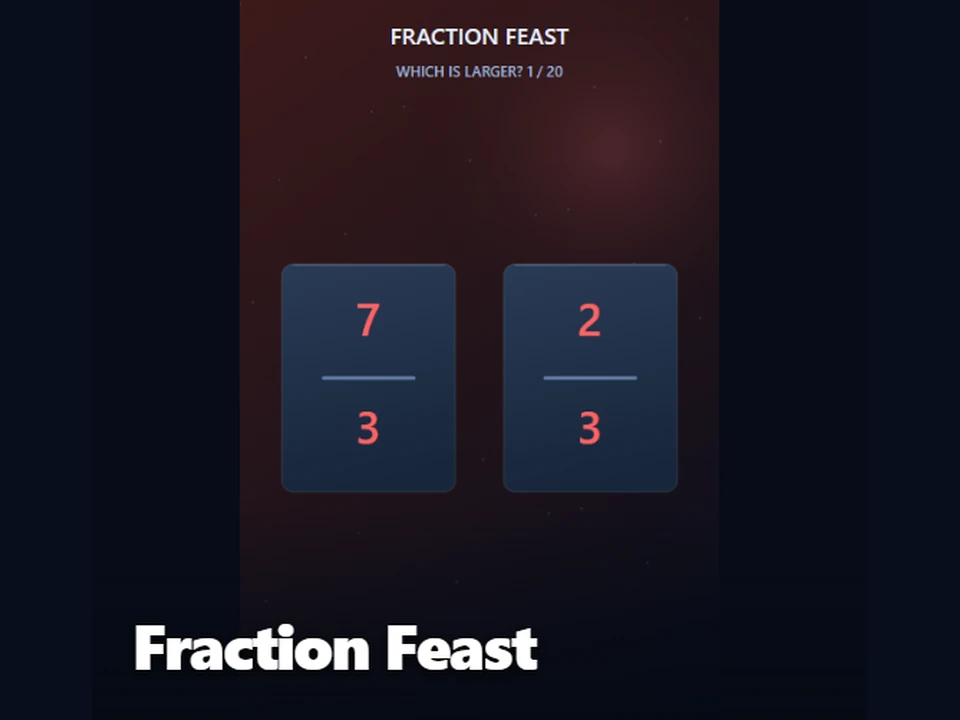 FRACTION FEAST
WHICH IS LARGER? 1 / 20
7 2
3 3
Fraction Feast